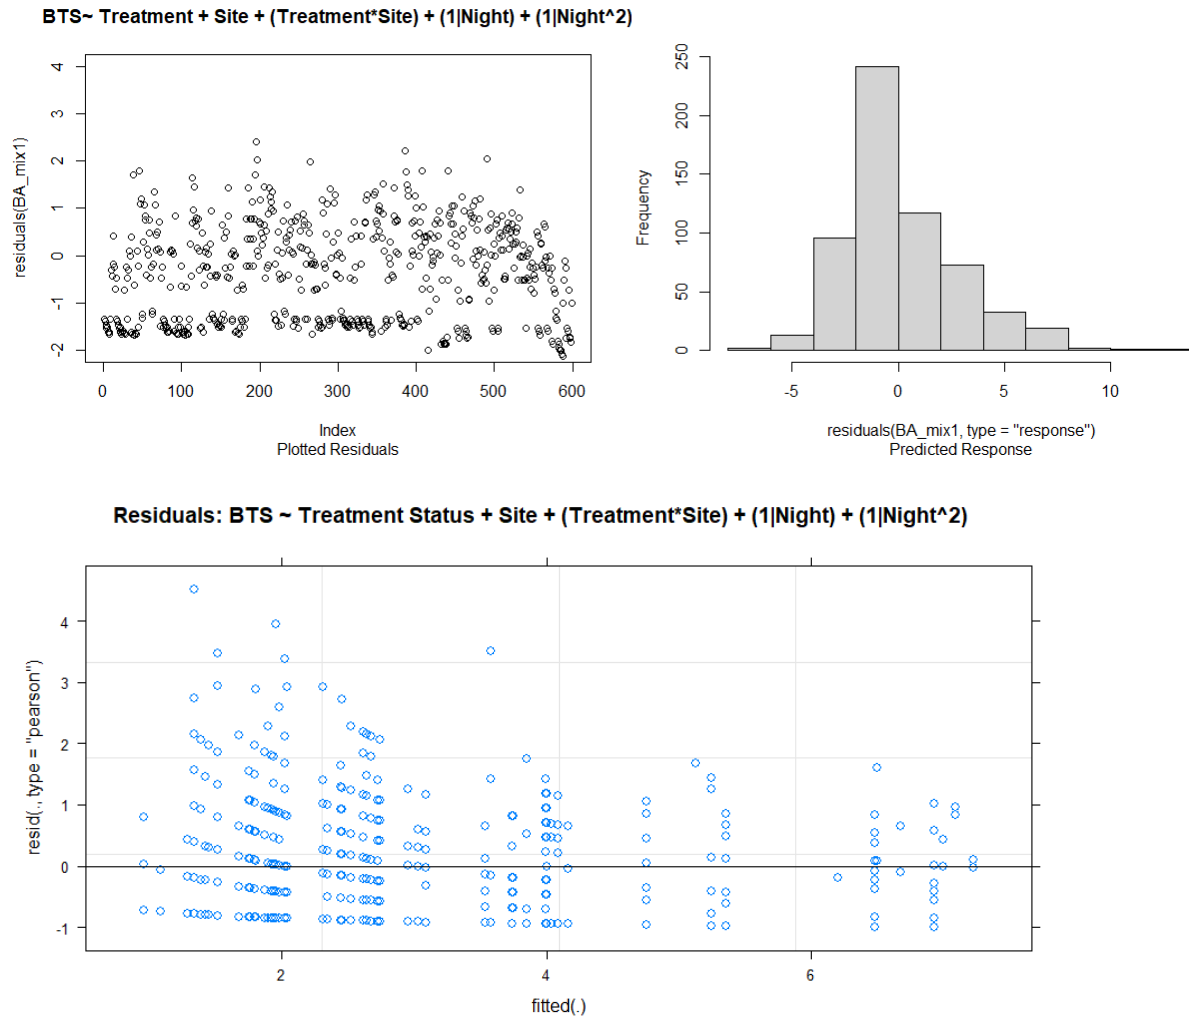 BTS~ Treatment + Site + (Treatment*Site) + (1|Night) + (1|Night^2)
residuals(BA_mix1)
4
3
2
1
0
-1
-2
0 100 200 300 400 500 600
Index
Plotted Residuals
Frequency
250
200
150
100
50
0
-5 0 5 10
residuals(BA_mix1, type = "response")
Predicted Response
Residuals: BTS ~ Treatment Status + Site + (Treatment*Site) + (1|Night) + (1|Night^2)
resid(., type = "pearson")
4
3
2
1
0
-1
2 4 6
fitted(.)